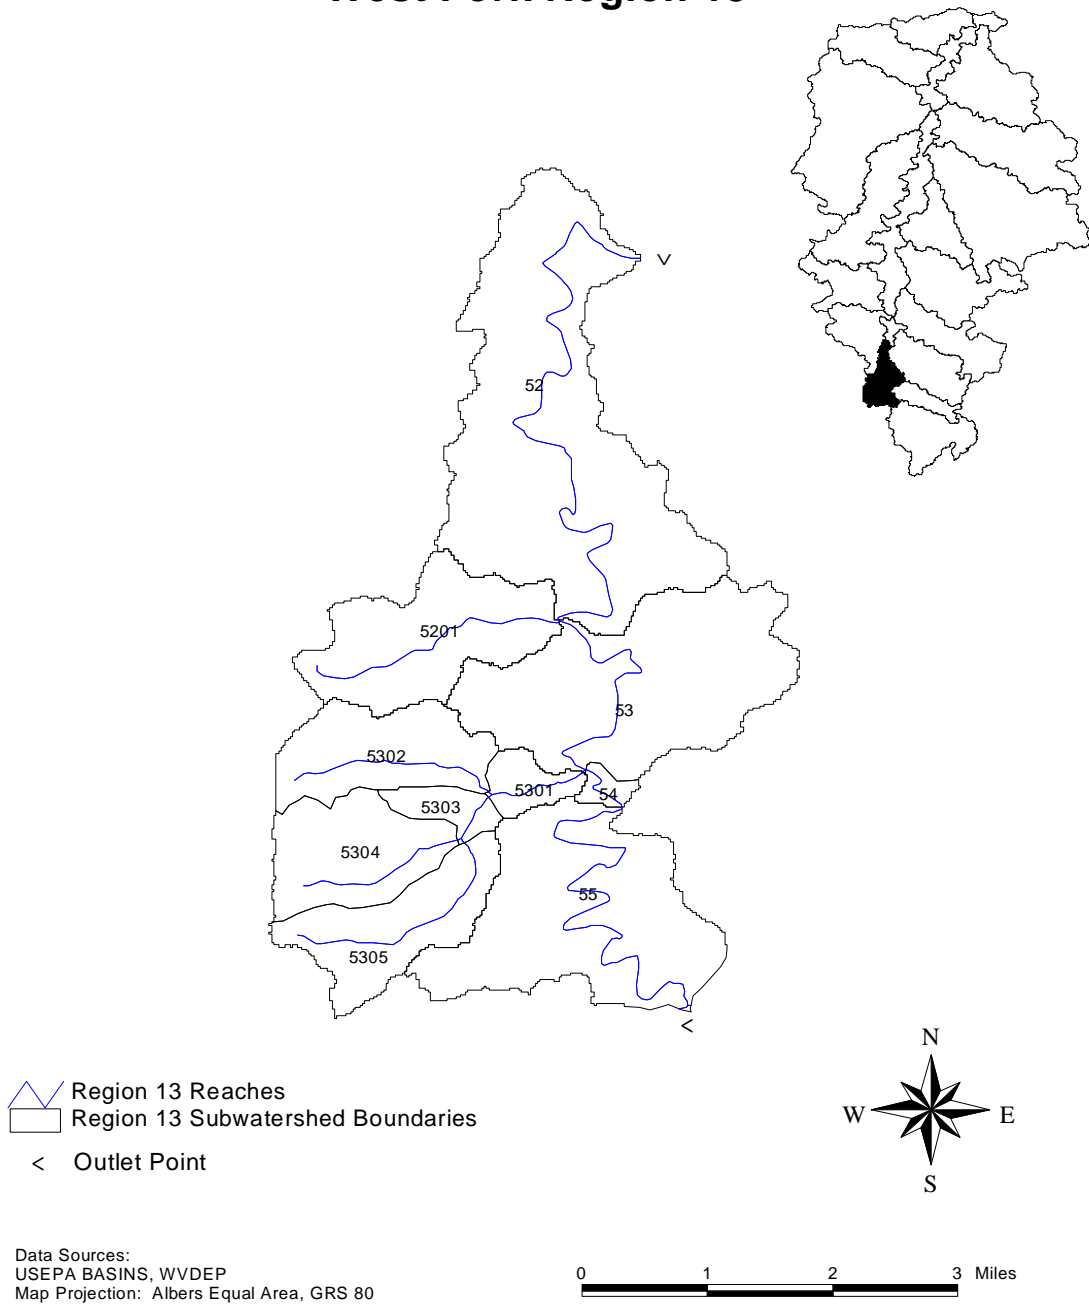 52
5201
53
5302
5301
54
5303
5304
55
5305
N
W E
S
Region 13 Reaches
Region 13 Subwatershed Boundaries
< Outlet Point
Data Sources:
USEPA BASINS, WVDEP
Map Projection: Albers Equal Area, GRS 80
0 1 2 3 Miles